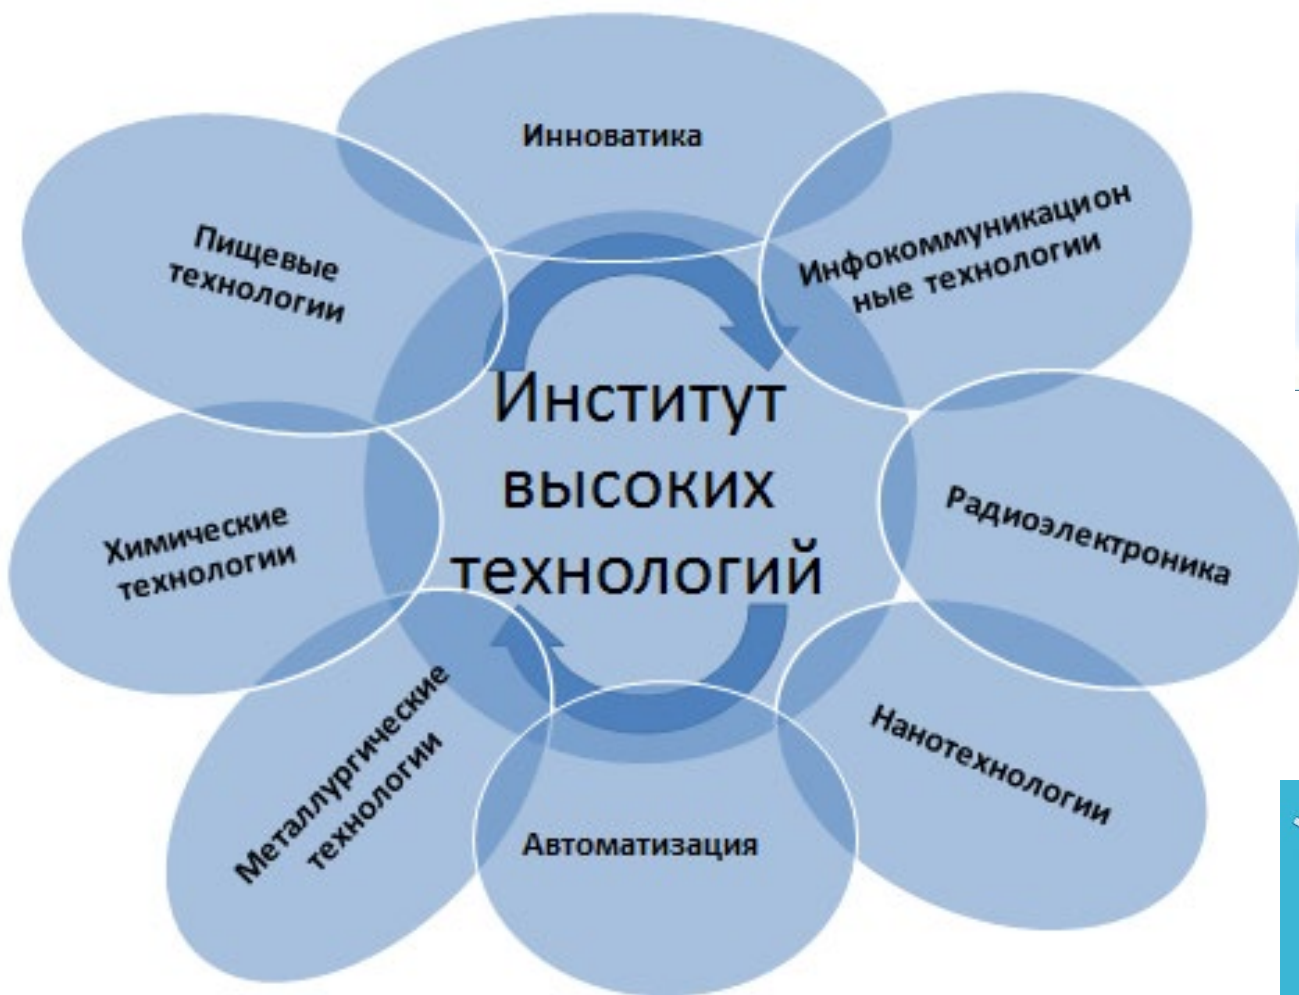 Инноватика
Инфокоммуникацион
ные технологии
Пищевые
технологии
Институт
высоких
технологий
Радиоэлектроника
Химические
технологии
Нанотехнологии
Металлургические
технологии
Автоматизация